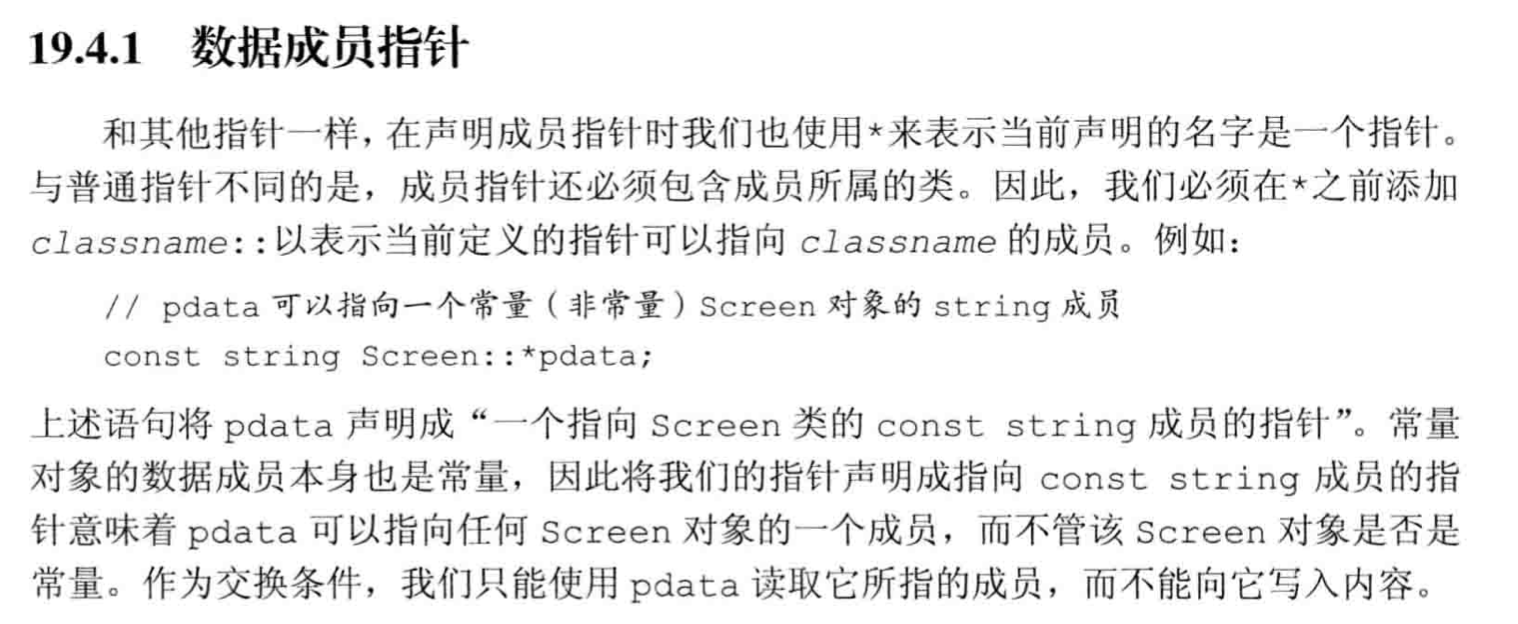 19.4.1 数据成员指针
和其他指针一样，在声明成员指针时我们也使用*来表示当前声明的名字是一个指针。
与普通指针不同的是，成员指针还必须包含成员所属的类。因此，我们必须在*之前添加
classname::以表示当前定义的指针可以指向 classname 的成员。例如：
// pdata 可以指向一个常量（非常量）Screen 对象的 string 成员
const string Screen::*pdata;
上述语句将 pdata 声明成“一个指向 Screen 类的 const string 成员的指针”。常量
对象的数据成员本身也是常量，因此将我们的指针声明成指向 const string 成员的指
针意味着 pdata 可以指向任何 Screen 对象的一个成员，而不管该 Screen 对象是否是
常量。作为交换条件，我们只能使用 pdata 读取它所指的成员，而不能向它写入内容。